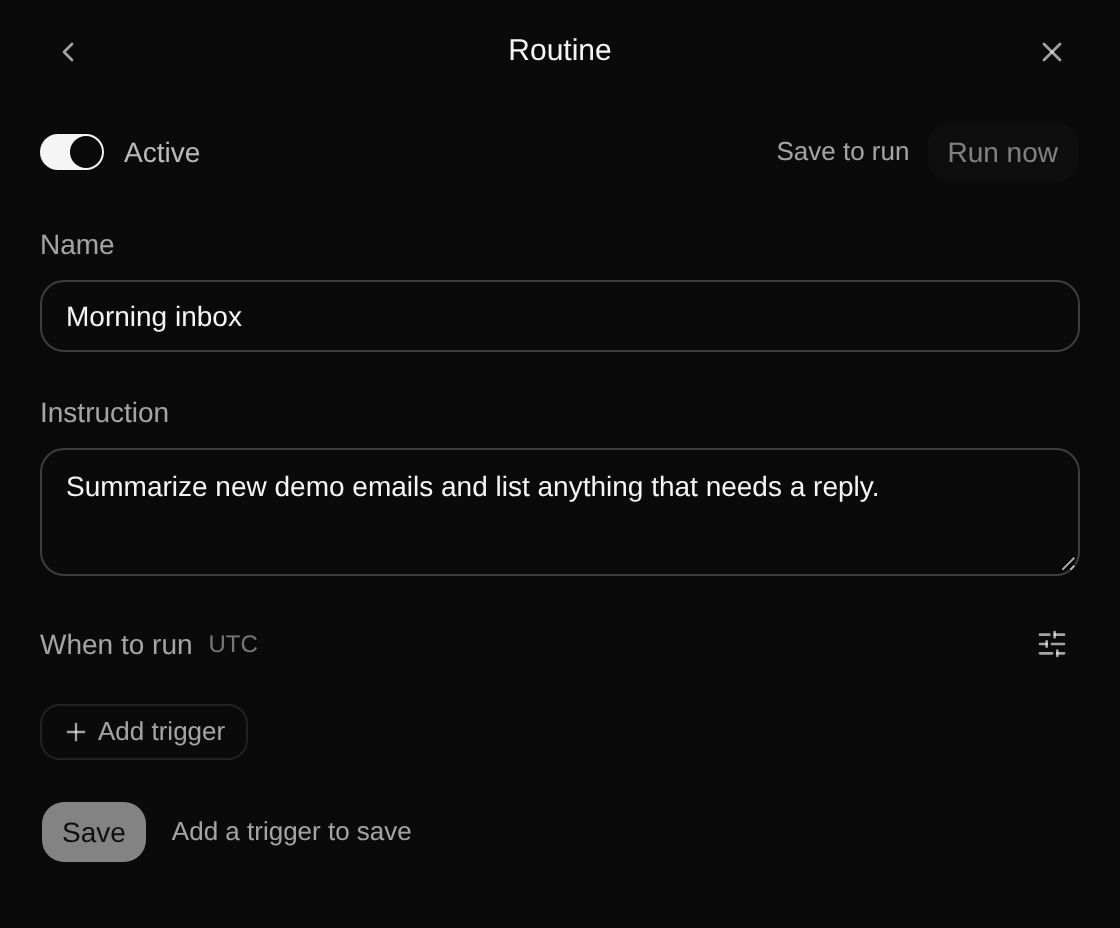 Routine
Active
Save to run
Run now
Name
Morning inbox
Instruction
Summarize new demo emails and list anything that needs a reply.
When to run UTC
Add trigger
Save
Add a trigger to save